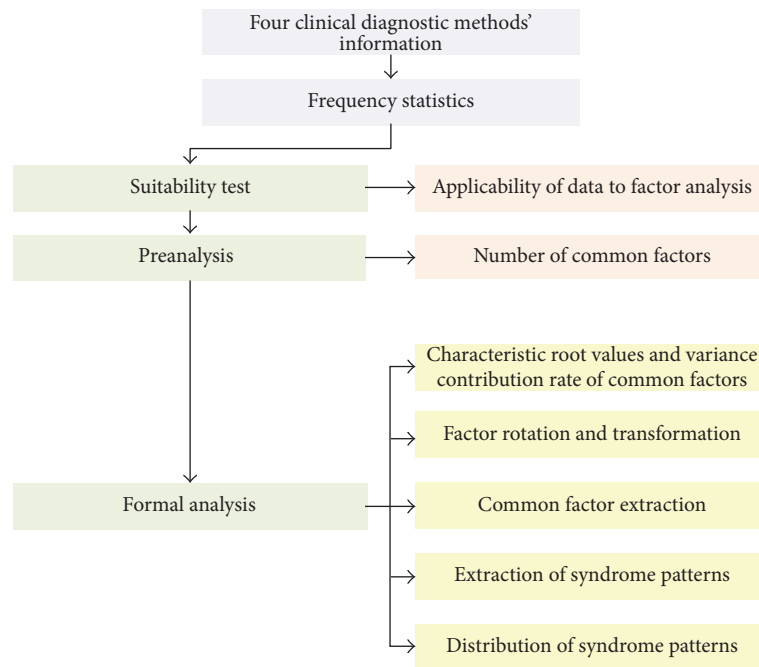 Four clinical diagnostic methods’
information
Frequency statistics
Suitability test
Applicability of data to factor analysis
Preanalysis
Number of common factors
Characteristic root values and variance
contribution rate of common factors
Factor rotation and transformation
Formal analysis
Common factor extraction
Extraction of syndrome patterns
Distribution of syndrome patterns